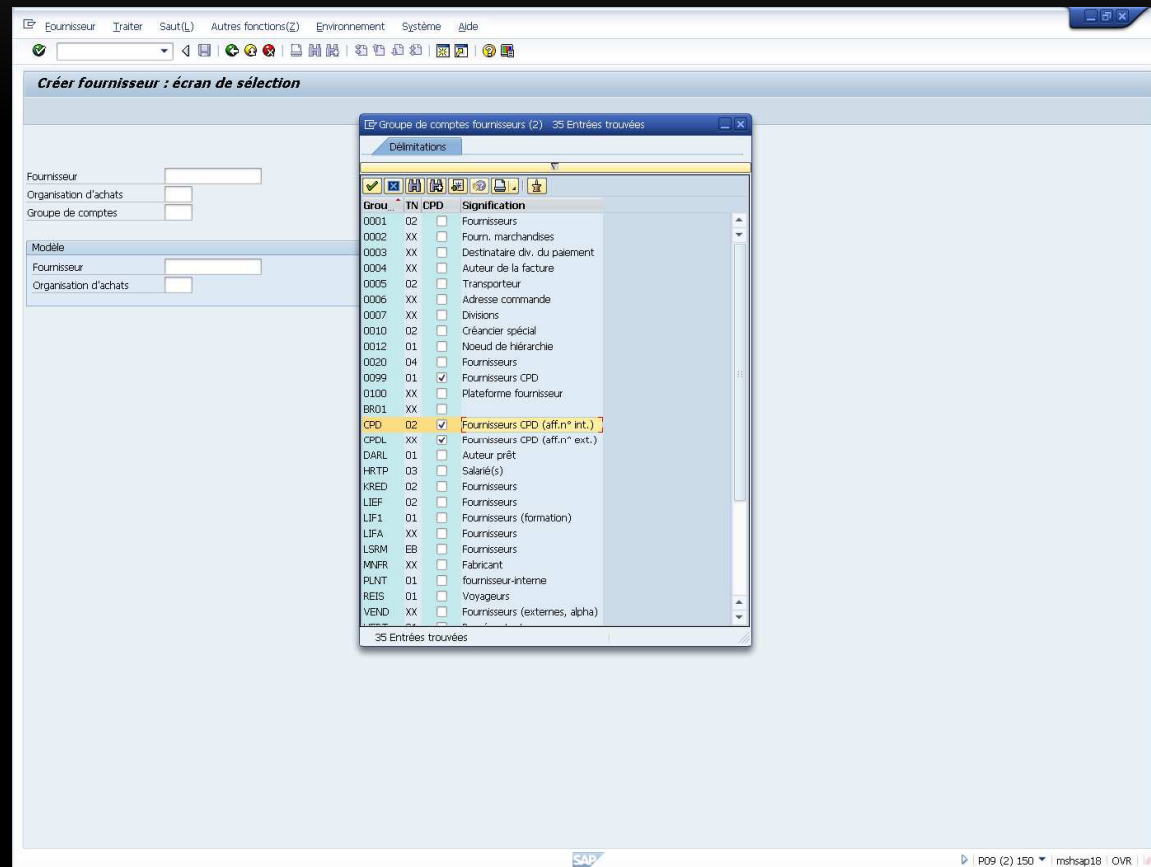 Fournisseur Traiter Saut(L) Autres fonctions(Z) Environnement Système Aide
Créer fournisseur : écran de sélection
Groupe de comptes fournisseurs (2) 35 Entrées trouvées
Délimitations
Fournisseur
Organisation d'achats
Groupe de comptes
Modèle
Fournisseur
Organisation d'achats
Grou... TN CPD Signification
0001 02 Fournisseurs
0002 XX Fourn. marchandises
0003 XX Destinataire div. du paiement
0004 XX Auteur de la facture
0005 02 Transporteur
0006 XX Adresse commande
0007 XX Divisions
0010 02 Créancier spécial
0012 01 Noeud de hiérarchie
0020 04 Fournisseurs
0099 01 Fournisseurs CPD
0100 XX Plateforme fournisseur
BR01 XX
CPD 02 Fournisseurs CPD (aff.n° int.)
CPDL XX Fournisseurs CPD (aff.n° ext.)
DARL 01 Auteur prêt
HRTP 03 Salarié(s)
KRED 02 Fournisseurs
LIEF 02 Fournisseurs
LIF1 01 Fournisseurs (formation)
LIFA XX Fournisseurs
LSRM EB Fournisseurs
MNFR XX Fabricant
PLNT 01 fournisseur-interne
REIS 01 Voyageurs
VEND XX Fournisseurs (externes, alpha)
35 Entrées trouvées
SAP
P09 (2) 150 mshsap18 OVR